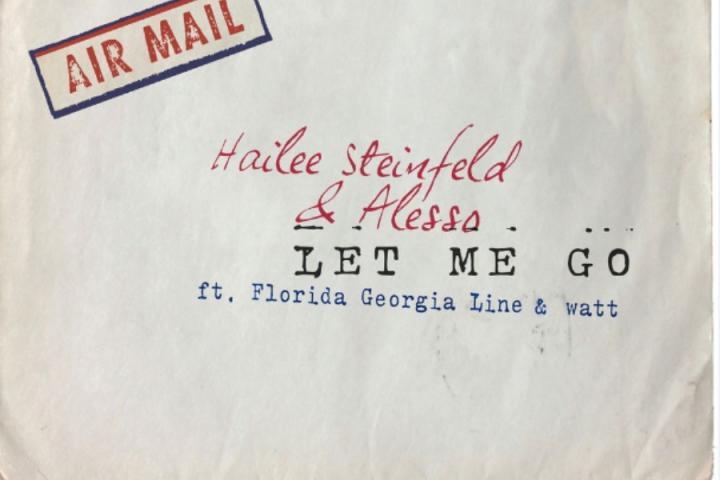 AIR MAIL
Hailee Steinfeld
& Alesso
LET ME GO
ft. Florida Georgia Line & watt